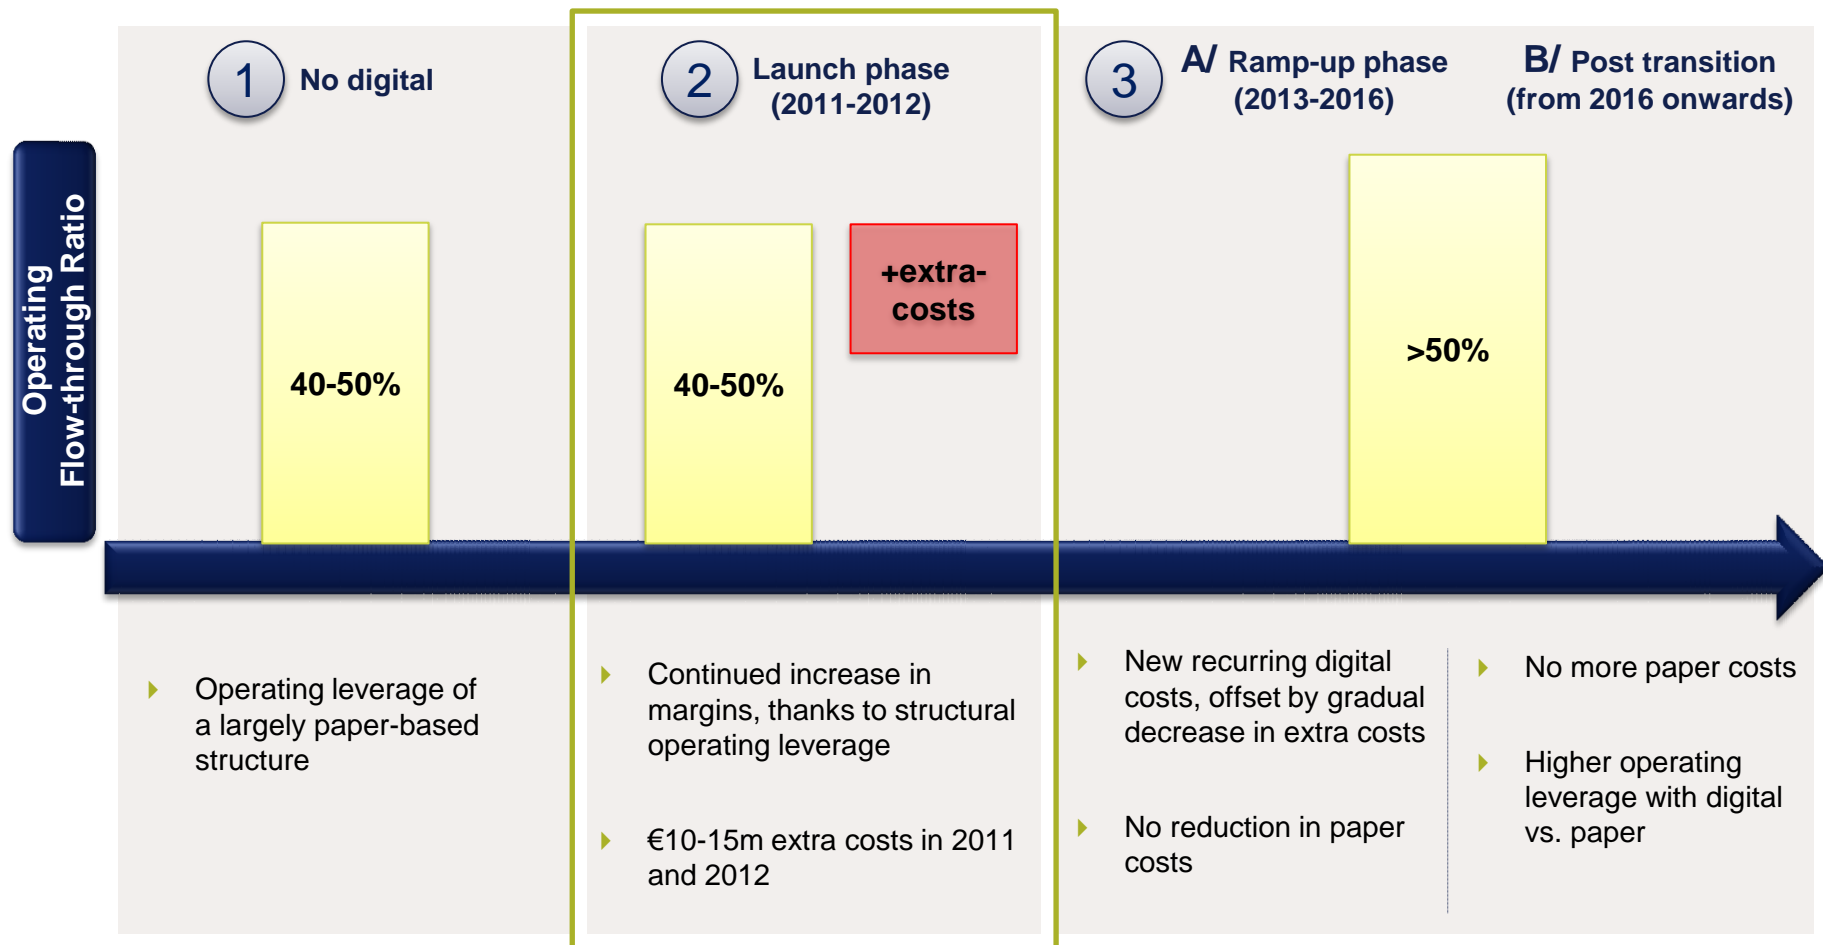 1
No digital
2
Launch phase
(2011-2012)
3
A/ Ramp-up phase
(2013-2016)
B/ Post transition
(from 2016 onwards)
Operating
Flow-through Ratio
40-50%
40-50%
+extra-
costs
>50%
Operating leverage of
a largely paper-based
structure
Continued increase in
margins, thanks to structural
operating leverage
€10-15m extra costs in 2011
and 2012
New recurring digital
costs, offset by gradual
decrease in extra costs
No reduction in paper
costs
No more paper costs
Higher operating
leverage with digital
vs. paper